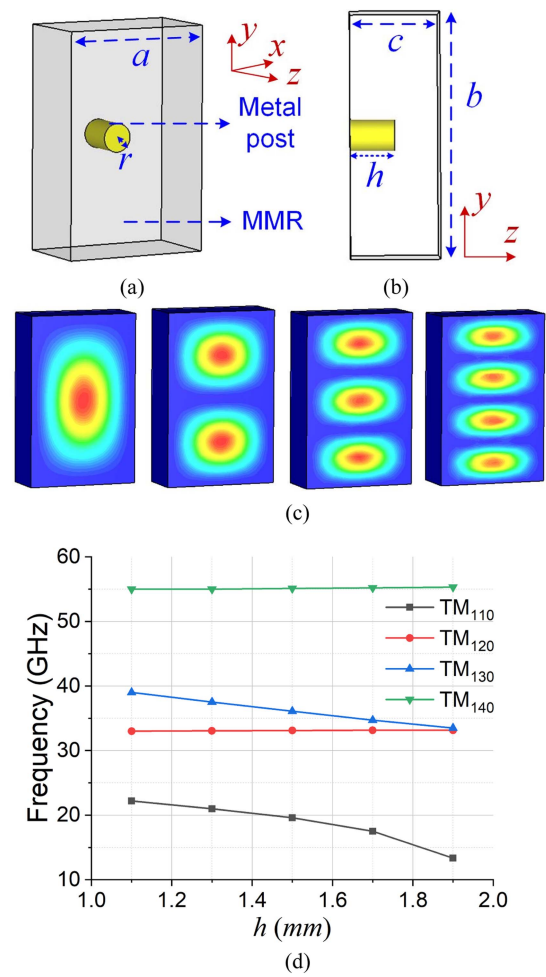 a
y
x
z
Metal
post
r
MMR
(a)
c
b
h
y
z
(b)
(c)
60
50
40
30
20
10
Frequency (GHz)
TM110
TM120
TM130
TM140
1.0 1.2 1.4 1.6 1.8 2.0
h (mm)
(d)